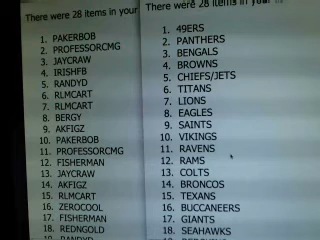 There were 28 items in your
1. PAKERBOB
2. PROFESSORCMG
3. JAYCRAW
4. IRISHFB
5. RANDYD
6. RLMCART
7. RLMCART
8. BERGY
9. AKFIGZ
10. PAKERBOB
11. PROFESSORCMG
12. FISHERMAN
13. JAYCRAW
14. AKFIGZ
15. RLMCART
16. ZEROCOOL
17. FISHERMAN
18. REDNGOLD
19. RANDYD
There were 28 items in your
1. 49ERS
2. PANTHERS
3. BENGALS
4. BROWNS
5. CHIEFS/JETS
6. TITANS
7. LIONS
8. EAGLES
9. SAINTS
10. VIKINGS
11. RAVENS
12. RAMS
13. COLTS
14. BRONCOS
15. TEXANS
16. BUCCANEERS
17. GIANTS
18. SEAHAWKS